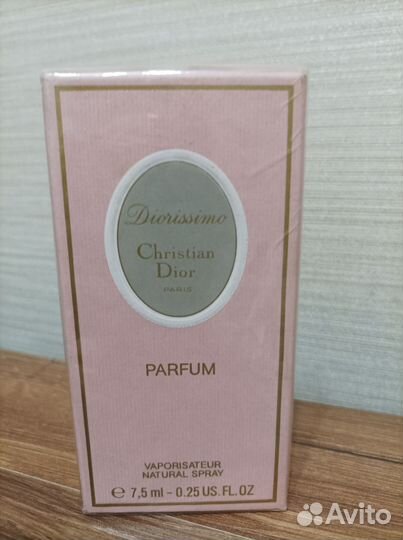 Diorissimo
Christian
Dior
PARIS
PARFUM
VAPORISATEUR
NATURAL SPRAY
℮ 7,5 ml - 0.25 US. FL. OZ
Avito